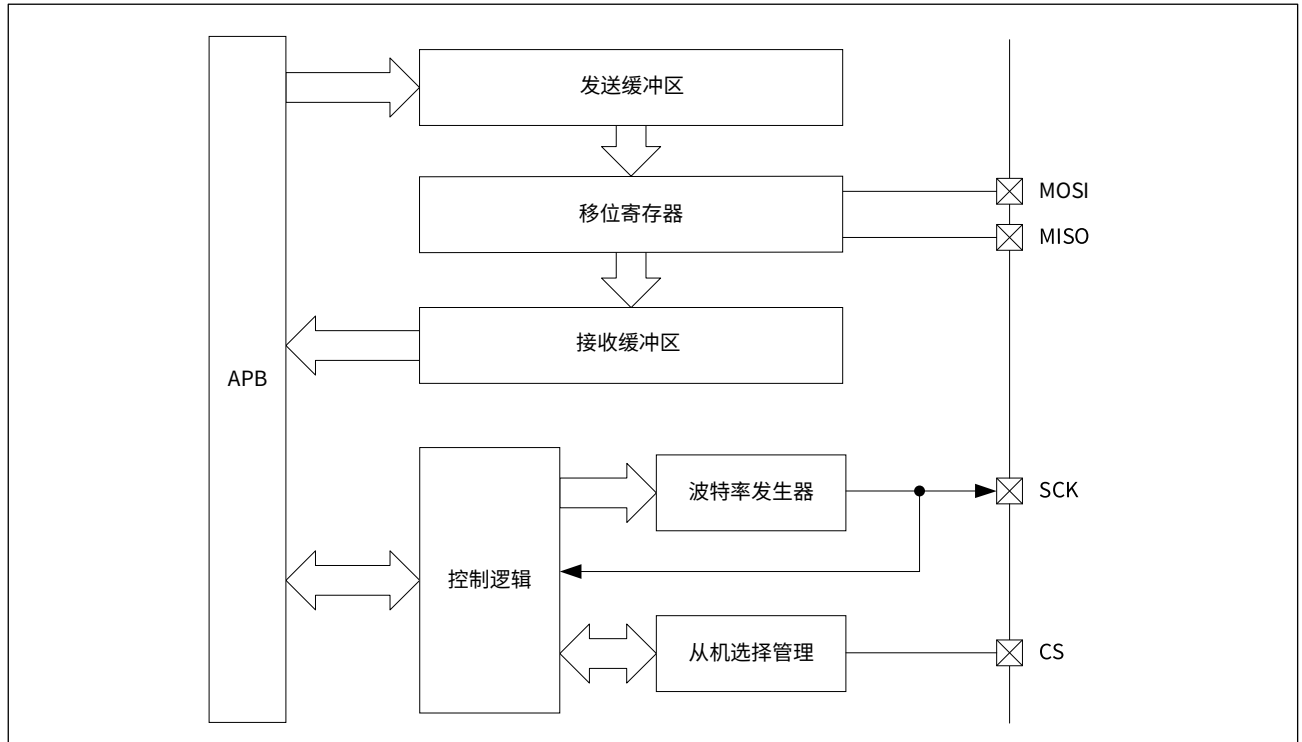 发送缓冲区
移位寄存器
MOSI
MISO
接收缓冲区
APB
波特率发生器
SCK
控制逻辑
从机选择管理
CS